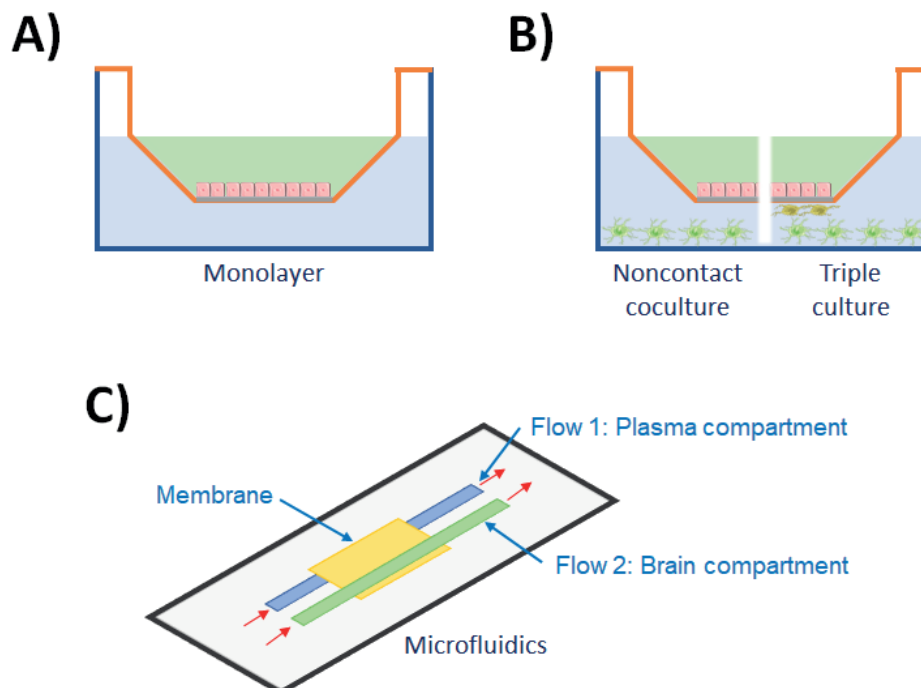 A)
B)
Monolayer
Noncontact
coculture
Triple
culture
C)
Flow 1: Plasma compartment
Membrane
Flow 2: Brain compartment
Microfluidics